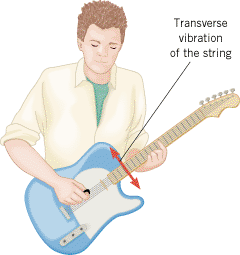 Transverse
vibration
of the string